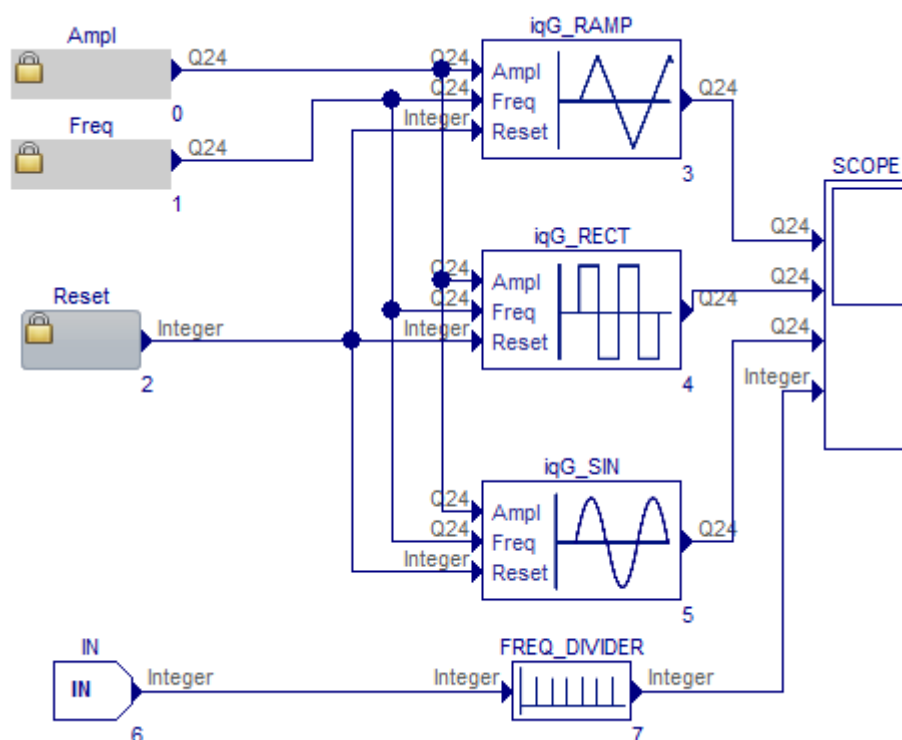 Ampl
Q24
0
Freq
Q24
1
Reset
Integer
2
iqG_RAMP
Q24
Ampl
Q24
Freq
Integer
Reset
Q24
3
iqG_RECT
Q24
Ampl
Q24
Freq
Integer
Reset
Q24
4
iqG_SIN
Q24
Ampl
Q24
Freq
Integer
Reset
Q24
5
SCOPE
Q24
Q24
Q24
Integer
IN
IN
Integer
6
FREQ_DIVIDER
Integer
Integer
7